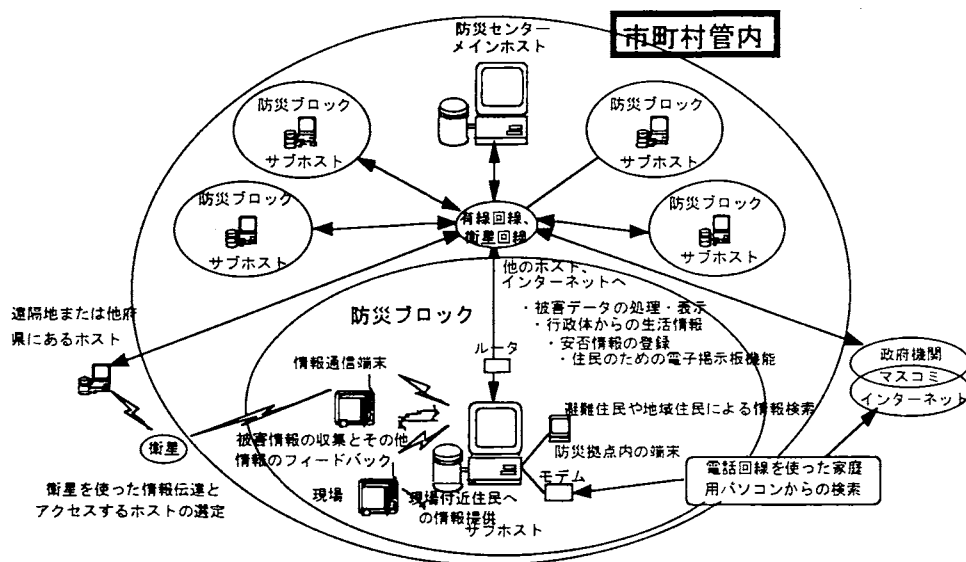 市町村管内
防災センター
メインホスト
防災ブロック
サブホスト
防災ブロック
サブホスト
防災ブロック
サブホスト
防災ブロック
サブホスト
有線回線、
衛星回線
他のホスト、
インターネットへ
・被害データの処理・表示
・行政体からの生活情報
・安否情報の登録
・住民のための電子掲示板機能
遠隔地または他府
県にあるホスト
防災ブロック
ルータ
情報通信端末
政府機関
マスコミ
インターネット
避難住民や地域住民による情報検索
防災拠点内の端末
衛星
被害情報の収集とその他
情報のフィードバック
モデム
電話回線を使った家庭
用パソコンからの検索
衛星を使った情報伝達と
アクセスするホストの選定
現場
現場付近住民へ
の情報提供
サブホスト